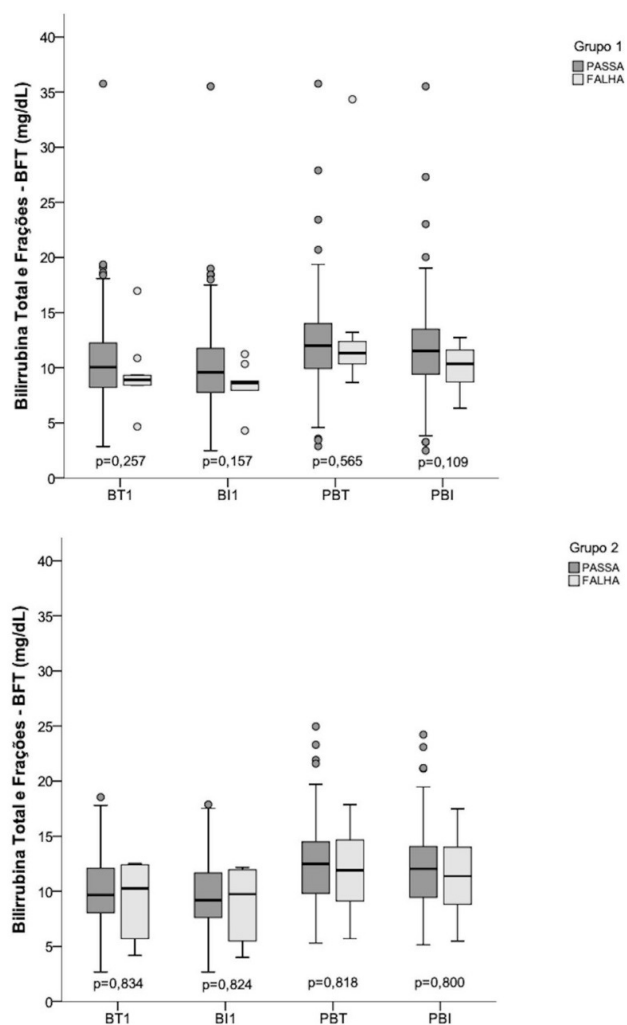 Grupo 1
PASSA
FALHA
Bilirrubina Total e Frações - BFT (mg/dL)
40
35
30
25
20
15
10
5
0
p=0,257 p=0,157 p=0,565 p=0,109
BT1 BI1 PBT PBI
Grupo 2
PASSA
FALHA
Bilirrubina Total e Frações - BFT (mg/dL)
40
35
30
25
20
15
10
5
0
p=0,834 p=0,824 p=0,818 p=0,800
BT1 BI1 PBT PBI